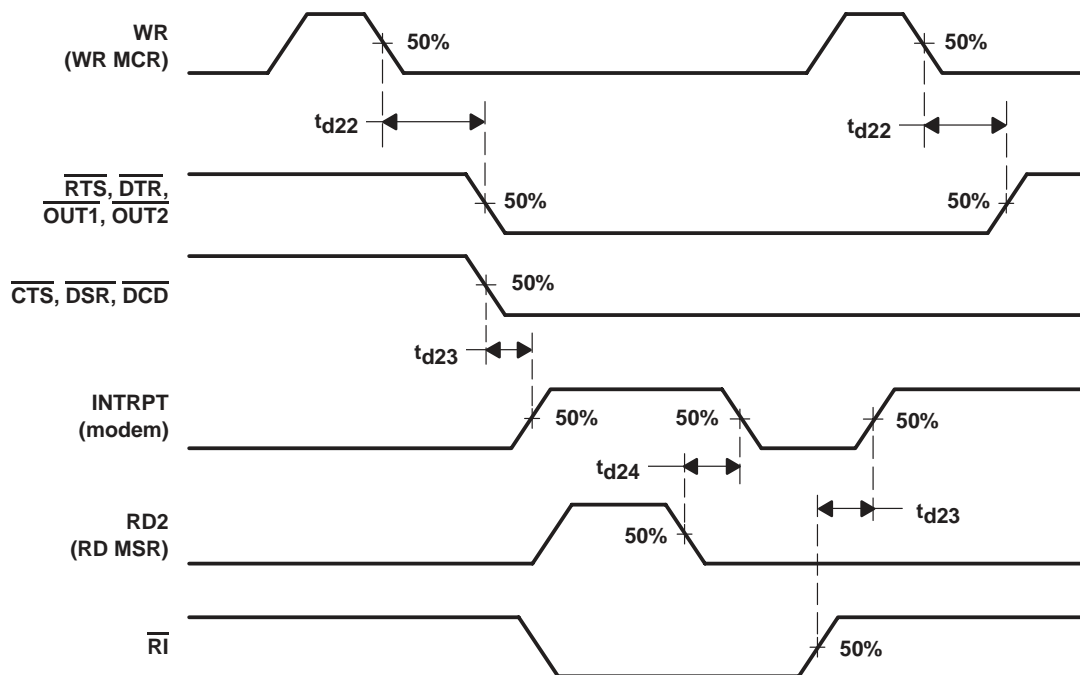 WR
(WR MCR)
50%
50%
td22
td22
RTS, DTR,
OUT1, OUT2
50%
50%
CTS, DSR, DCD
50%
td23
INTRPT
(modem)
50%
50%
50%
td24
td23
RD2
(RD MSR)
50%
RI
50%